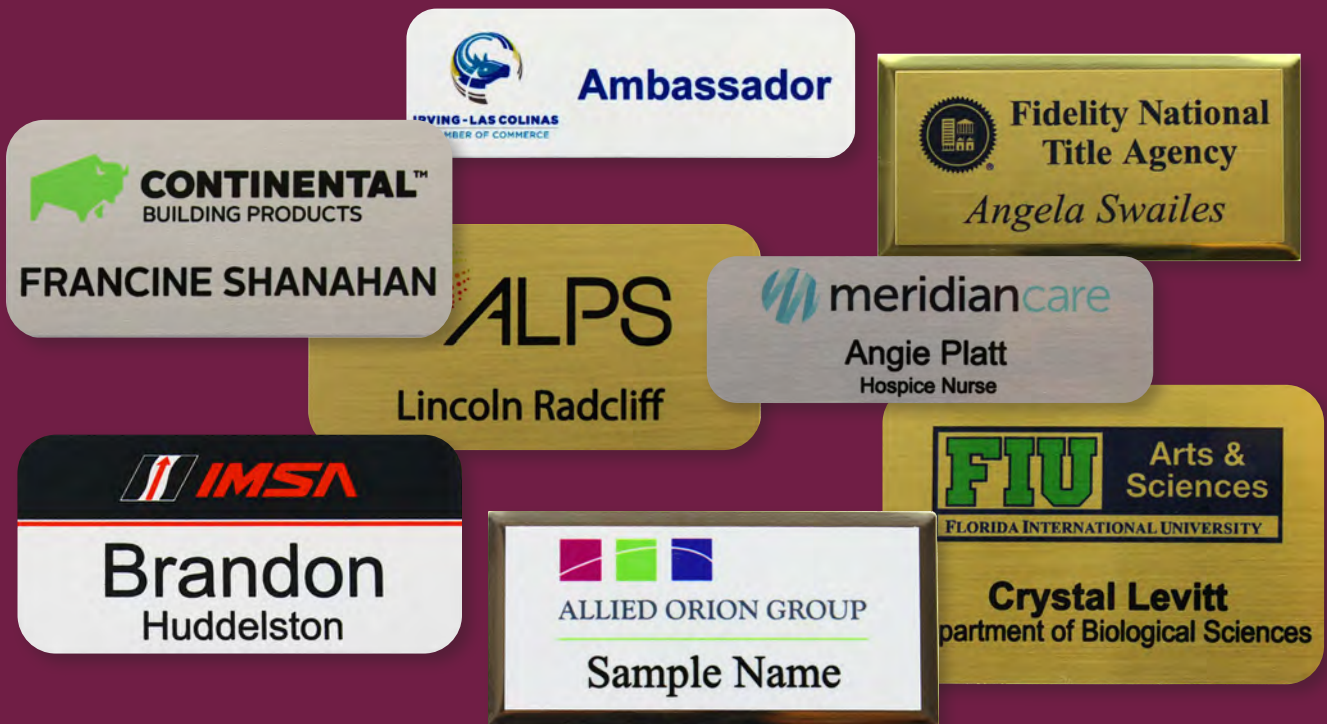 Ambassador
IRVING - LAS COLINAS
MBER OF COMMERCE
Fidelity National
Title Agency
Angela Swailes
CONTINENTAL™
BUILDING PRODUCTS
FRANCINE SHANAHAN
ALPS
Lincoln Radcliff
meridiancare
Angie Platt
Hospice Nurse
IMSA
Brandon
Huddelston
ALLIED ORION GROUP
Sample Name
FIU
Arts &
Sciences
FLORIDA INTERNATIONAL UNIVERSITY
Crystal Levitt
partment of Biological Sciences